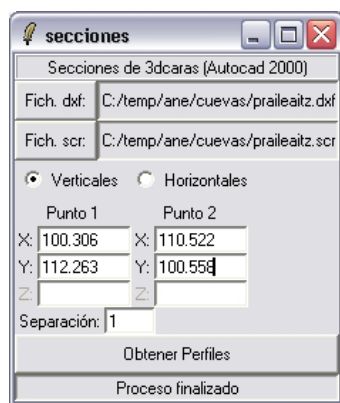 secciones
Secciones de 3dcaras (Autocad 2000)
Fich. dxf: C:/temp/ane/cuevas/praileaitz.dxf
Fich. scr: C:/temp/ane/cuevas/praileaitz.scr
Verticales Horizontales
Punto 1 Punto 2
X: 100.306 X: 110.522
Y: 112.263 Y: 100.558
Z: Z:
Separación: 1
Obtener Perfiles
Proceso finalizado